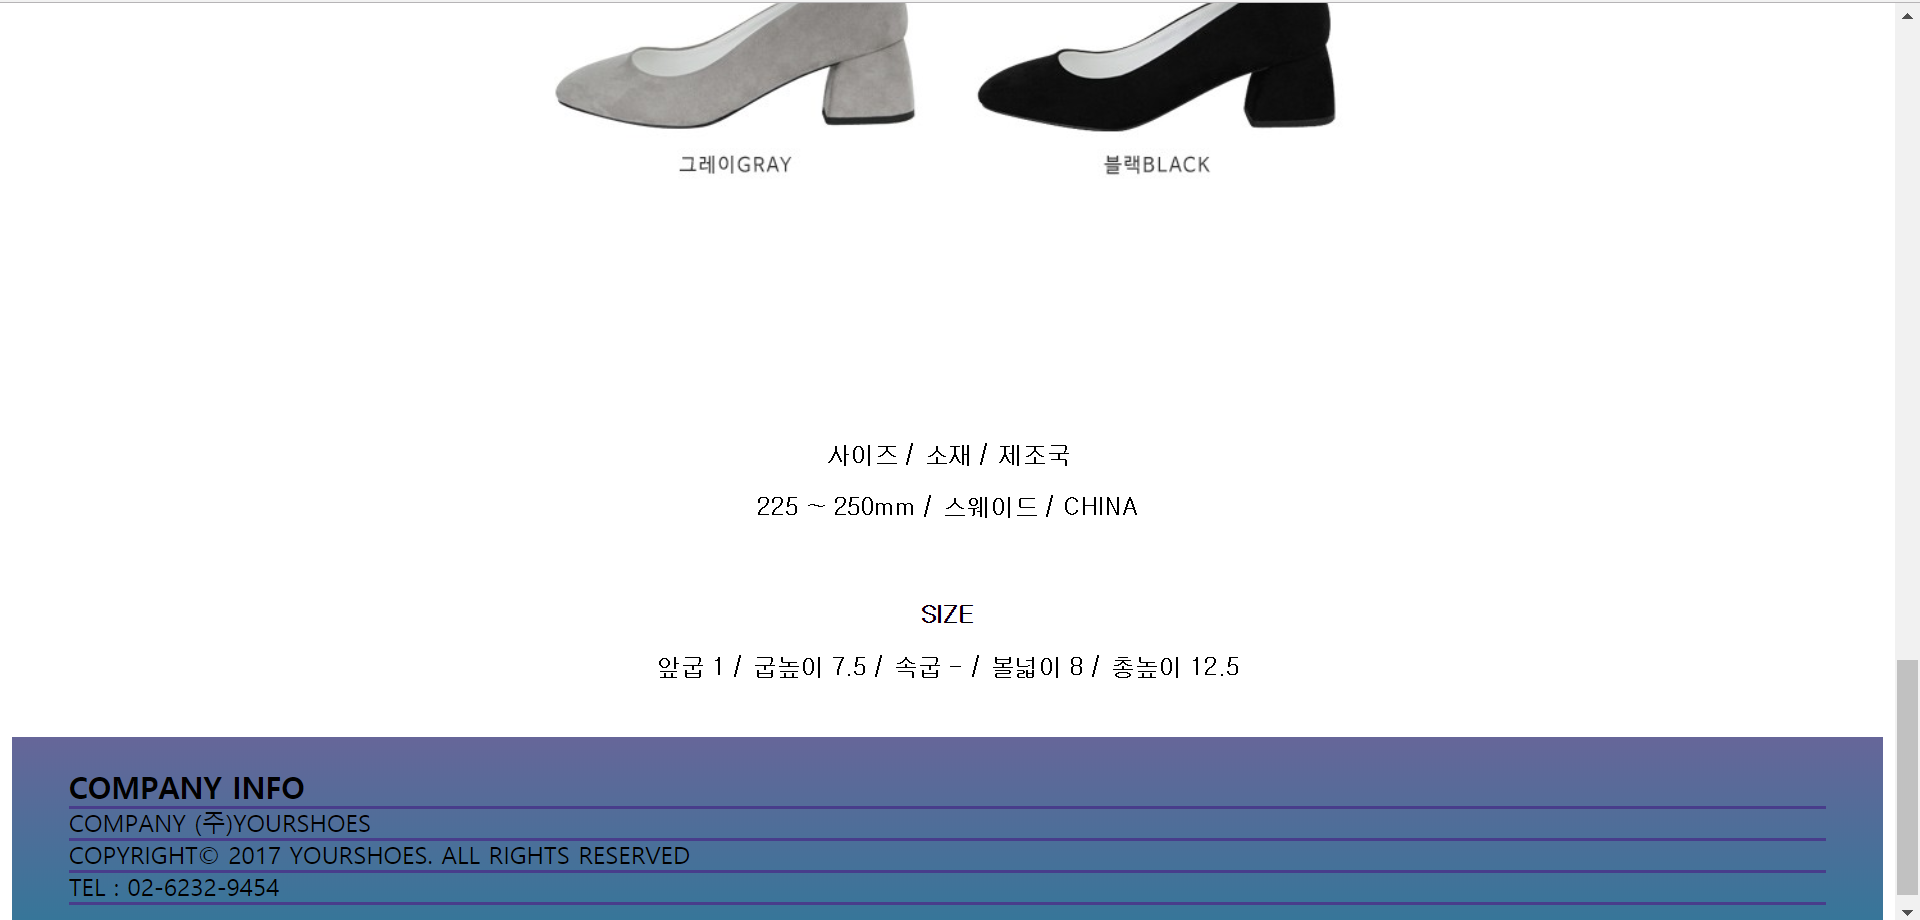 그레이GRAY
블랙BLACK
사이즈 / 소재 / 제조국
225 ~ 250mm / 스웨이드 / CHINA
SIZE
앞굽 1 / 굽높이 7.5 / 속굽 - / 볼넓이 8 / 총높이 12.5
COMPANY INFO
COMPANY (주)YOURSHOES
COPYRIGHT© 2017 YOURSHOES. ALL RIGHTS RESERVED
TEL : 02-6232-9454